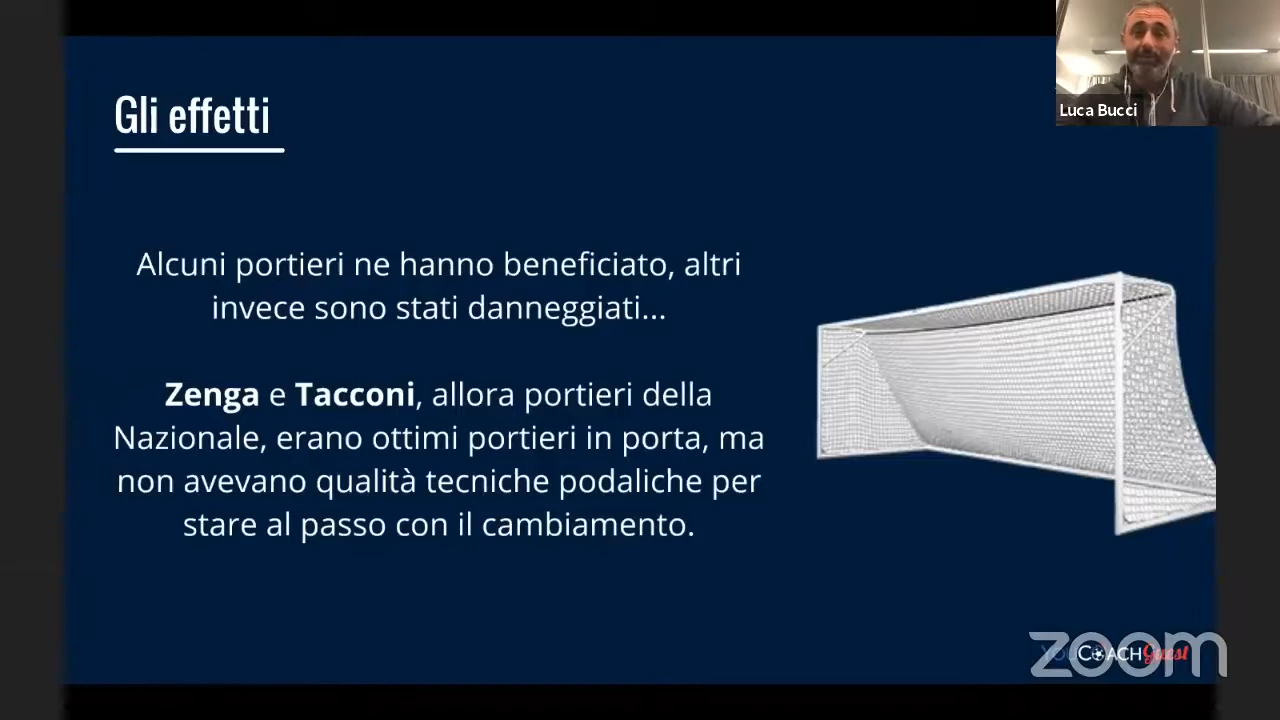 Gli effetti
Luca Bucci
Alcuni portieri ne hanno beneficiato, altri
invece sono stati danneggiati...
Zenga e Tacconi, allora portieri della
Nazionale, erano ottimi portieri in porta, ma
non avevano qualità tecniche podaliche per
stare al passo con il cambiamento.
YOUCOACHGuest
zoom